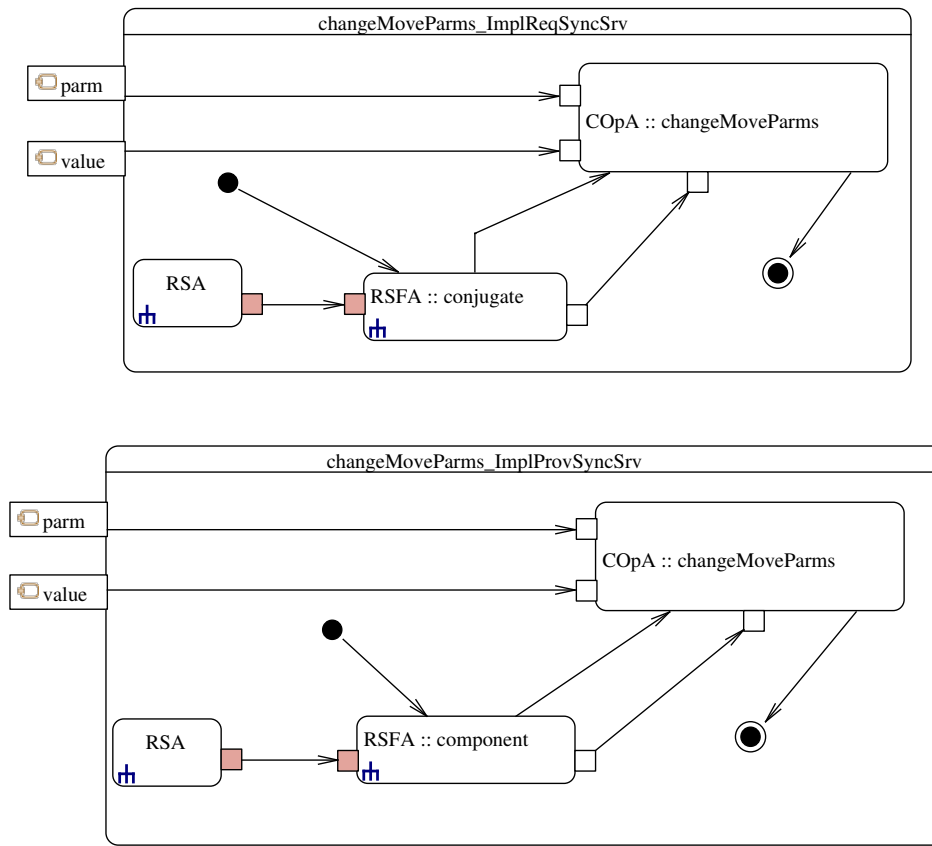 changeMoveParms_ImplReqSyncSrv
parm
COpA :: changeMoveParms
value
RSA
RSFA :: conjugate
changeMoveParms_ImplProvSyncSrv
parm
COpA :: changeMoveParms
value
RSA
RSFA :: component